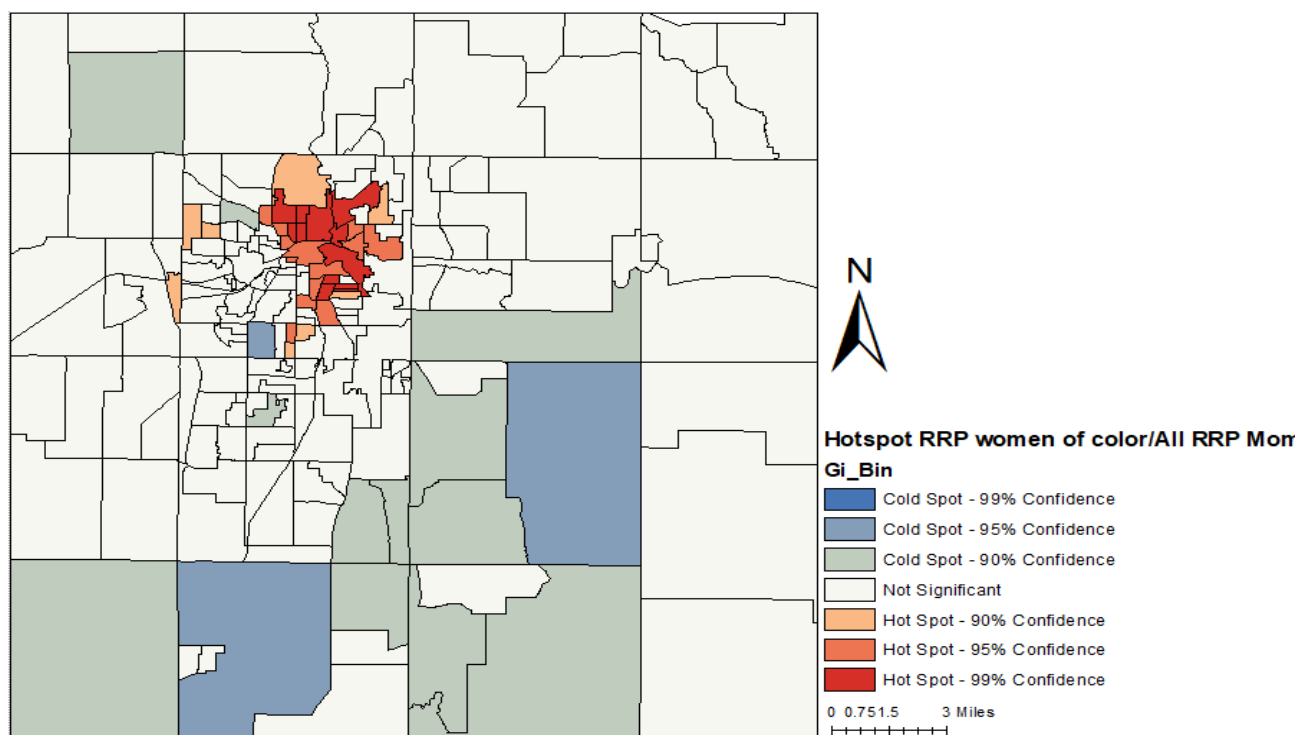 N
Hotspot RRP women of color/All RRP Mom
Gi_Bin
Cold Spot - 99% Confidence
Cold Spot - 95% Confidence
Cold Spot - 90% Confidence
Not Significant
Hot Spot - 90% Confidence
Hot Spot - 95% Confidence
Hot Spot - 99% Confidence
0 0.751.5 3 Miles